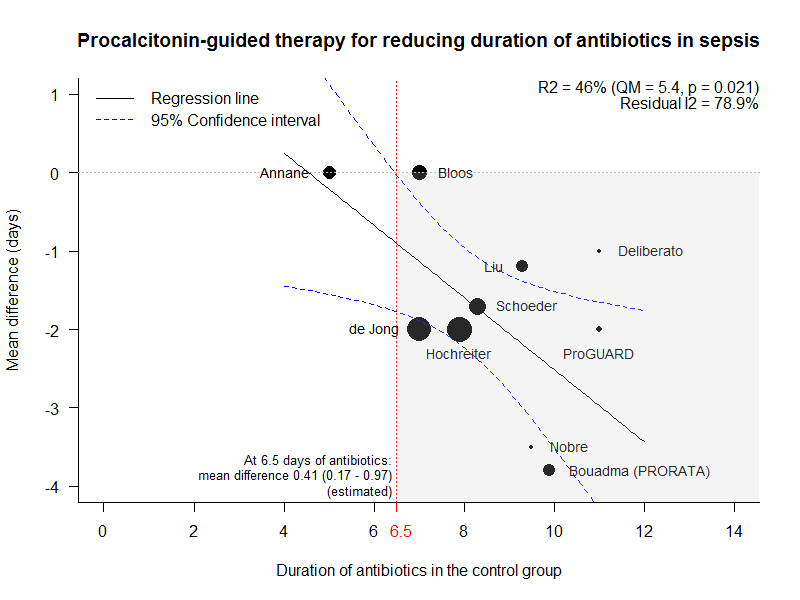 Procalcitonin-guided therapy for reducing duration of antibiotics in sepsis
R2 = 46% (QM = 5.4, p = 0.021)
Residual I2 = 78.9%
Regression line
95% Confidence interval
1
0
-1
-2
-3
-4
Mean difference (days)
Annane
Bloos
Deliberato
Liu
Schoeder
de Jong
Hochreiter
ProGUARD
Nobre
Bouadma (PRORATA)
At 6.5 days of antibiotics:
mean difference 0.41 (0.17 - 0.97)
(estimated)
0 2 4 6 6.5 8 10 12 14
Duration of antibiotics in the control group